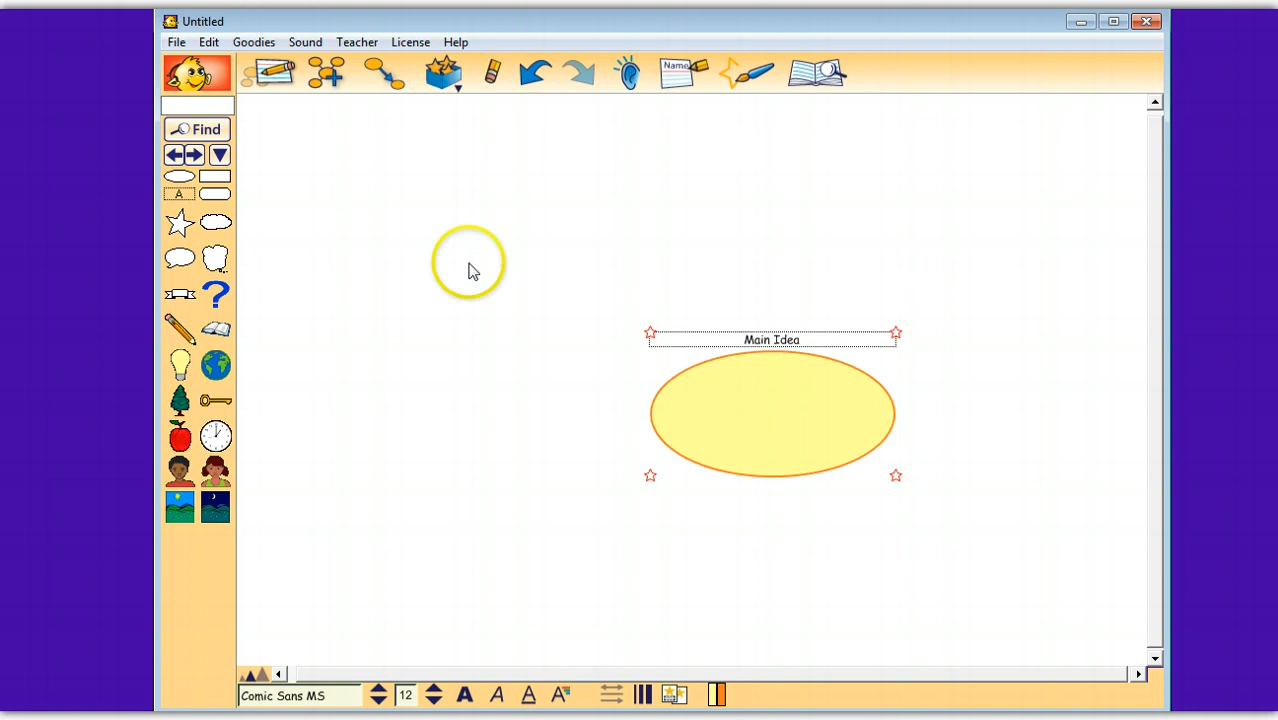 Untitled
File Edit Goodies Sound Teacher License Help
Name
Find
A
Main Idea
Comic Sans MS 12 A A A A